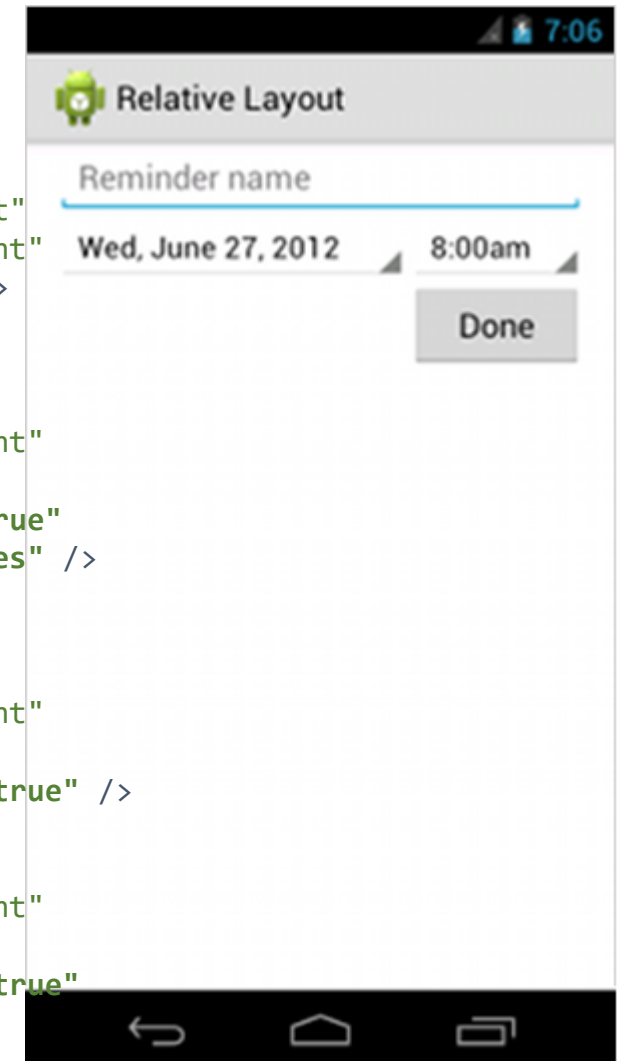 7:06
Relative Layout
Reminder name
t"
nt"
Wed, June 27, 2012 8:00am
>
Done
nt"
rue"
es" />
nt"
true" />
nt"
true"